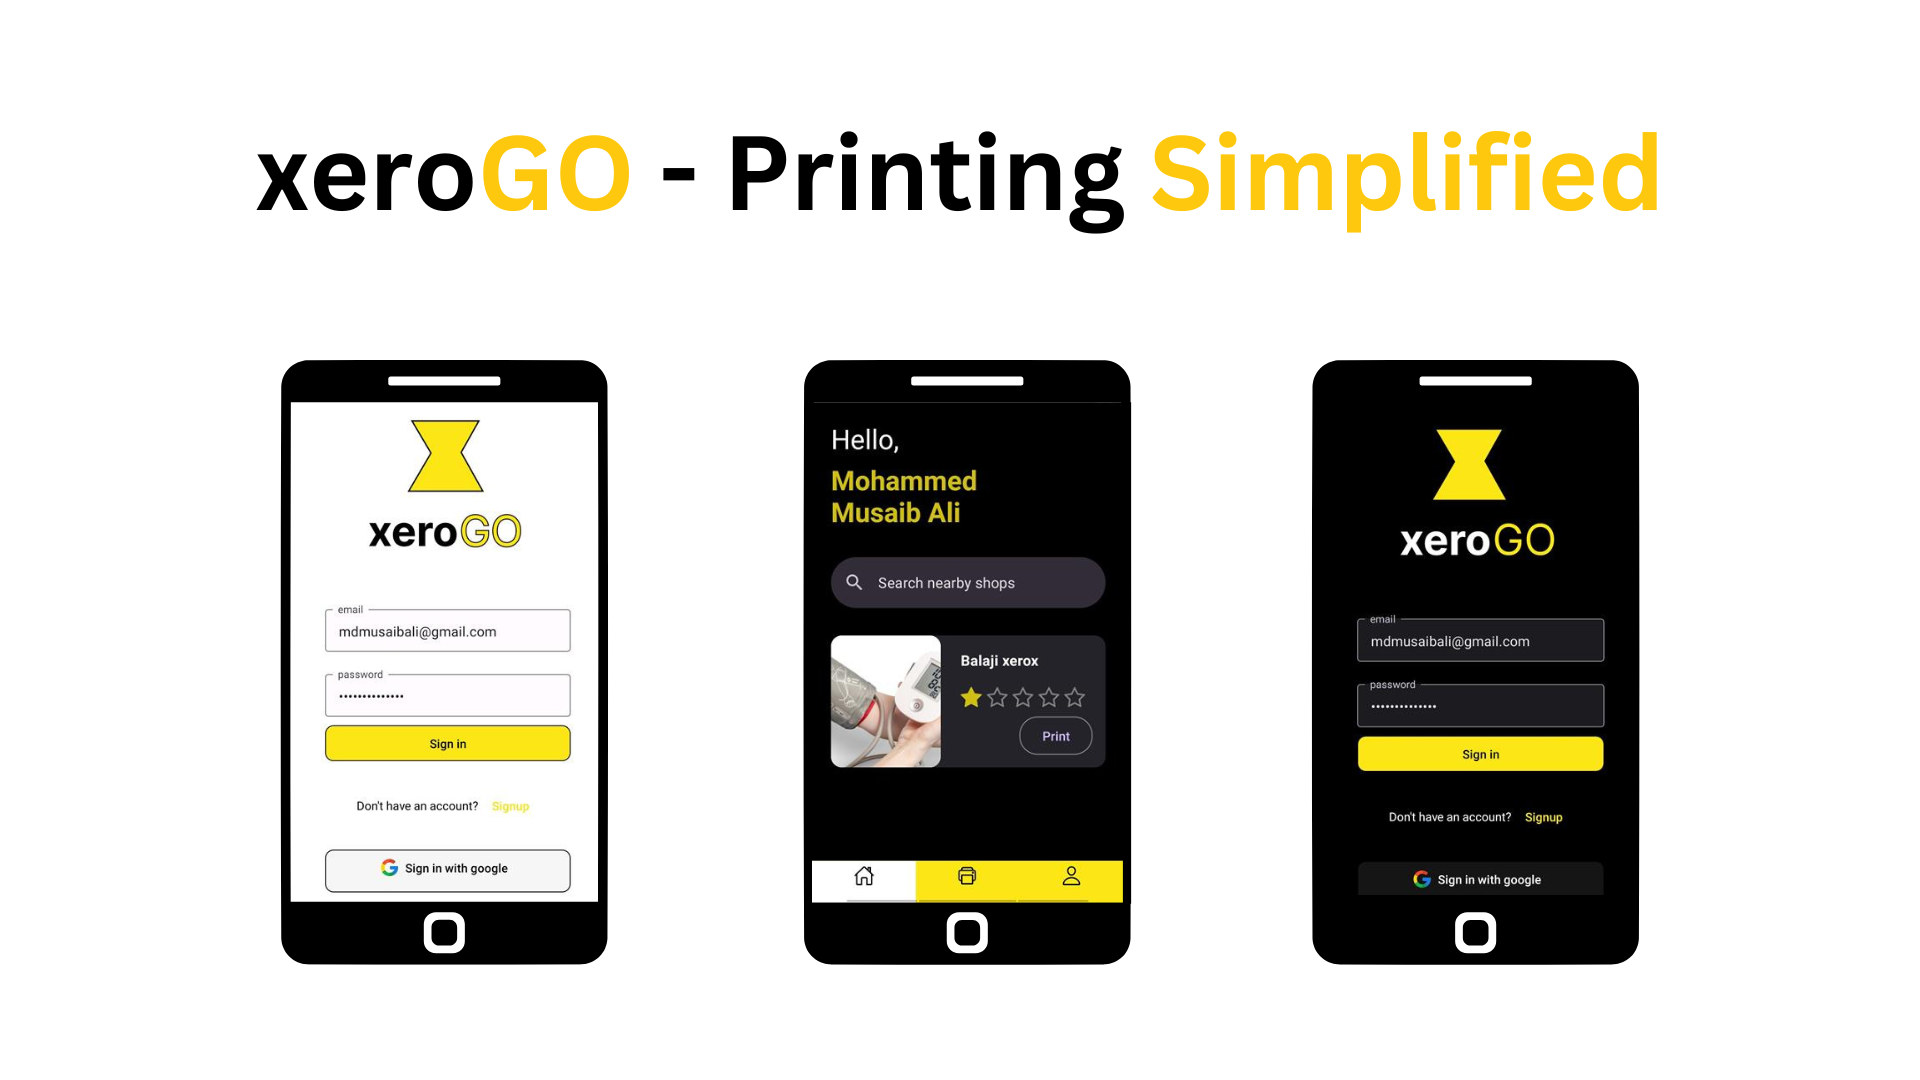 xeroGO - Printing Simplified
xeroGO
email
mdmusaibali@gmail.com
password
••••••••••••••
Sign in
Don't have an account? Signup
Sign in with google
Hello,
Mohammed
Musaib Ali
Search nearby shops
Balaji xerox
Print
xeroGO
email
mdmusaibali@gmail.com
password
••••••••••••••
Sign in
Don't have an account? Signup
Sign in with google